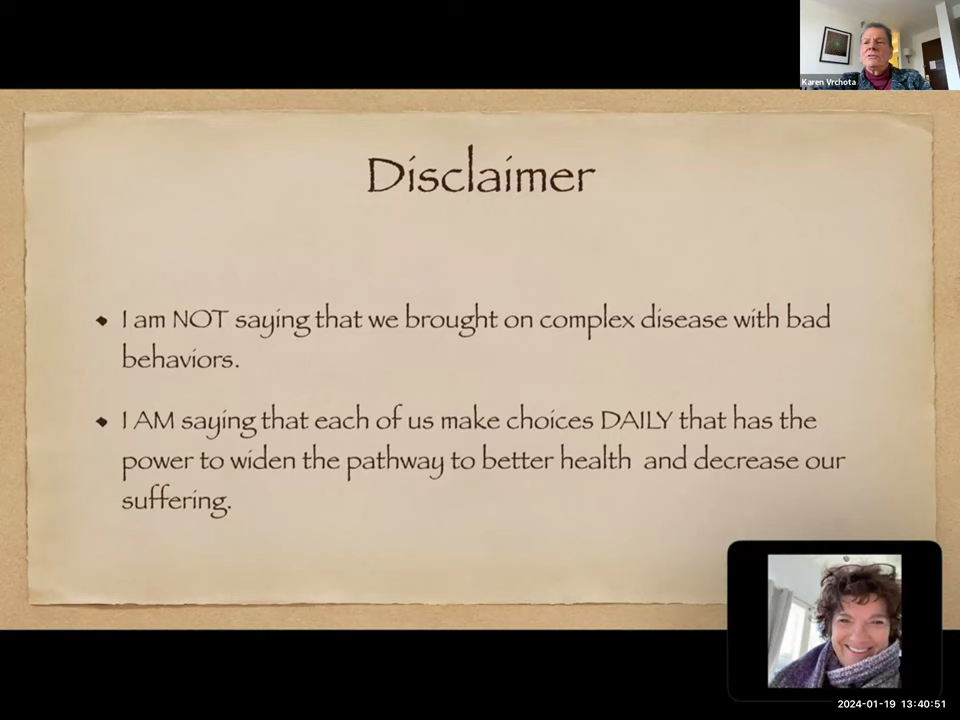 Karen Vrchota
Disclaimer
I am NOT saying that we brought on complex disease with bad
behaviors.
I AM saying that each of us make choices DAILY that has the
power to widen the pathway to better health and decrease our
suffering.
2024-01-19 13:40:51